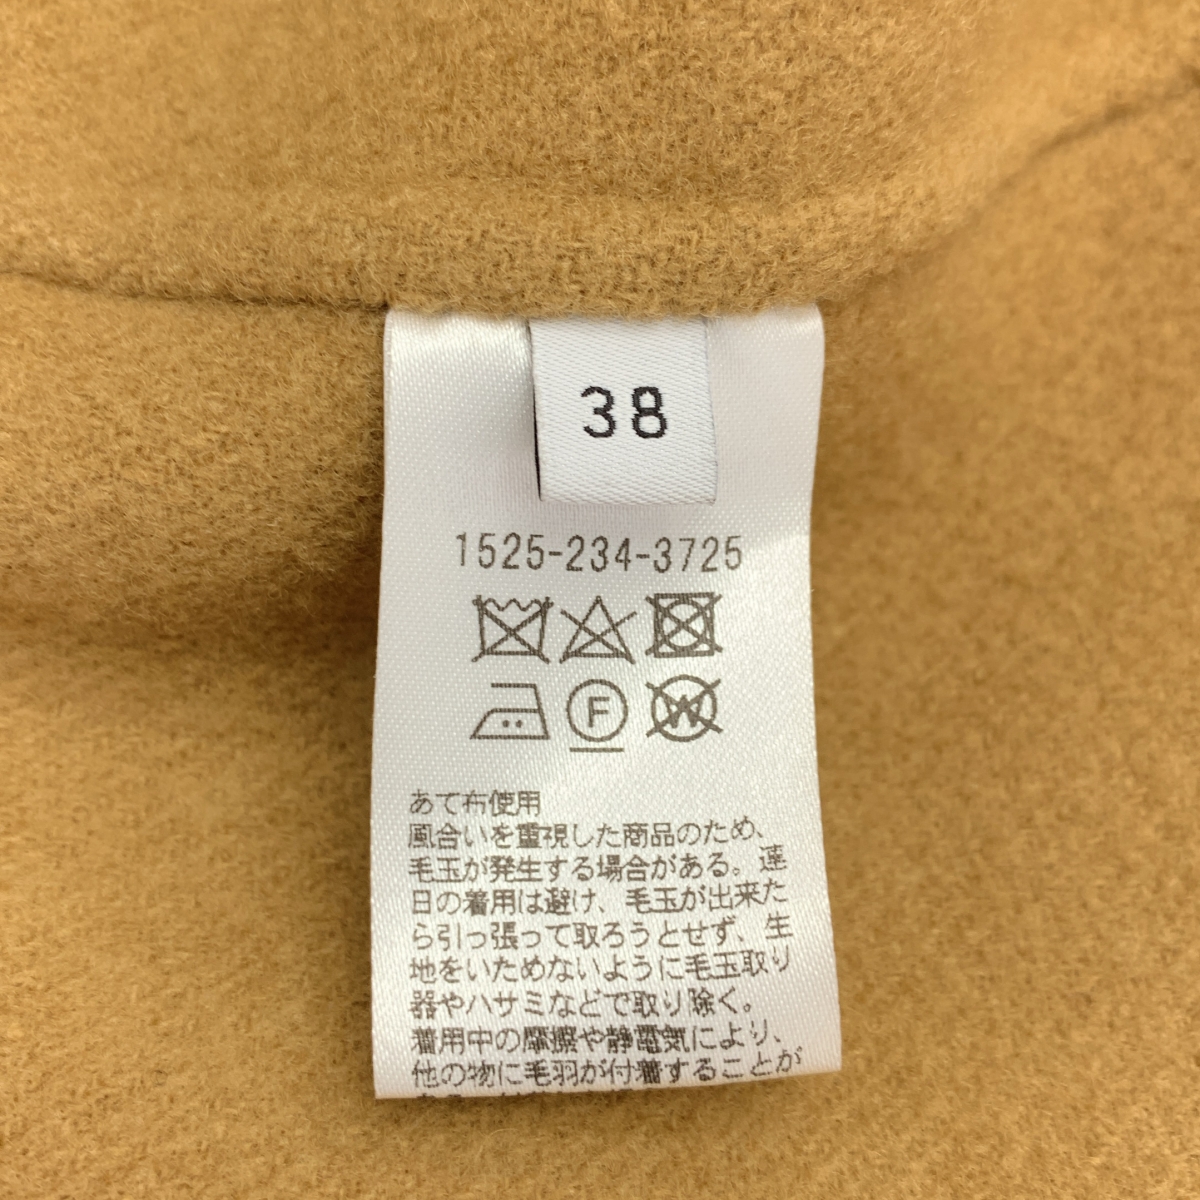 38
1525-234-3725
F
W
あて布使用
風合いを重視した商品のため、
毛玉が発生する場合がある。連
日の着用は避け、毛玉が出来た
ら引っ張って取ろうとせず、生
地をいためないように毛玉取り
器やハサミなどで取り除く。
着用中の摩擦や静電気により、
他の物に毛羽が付着することが